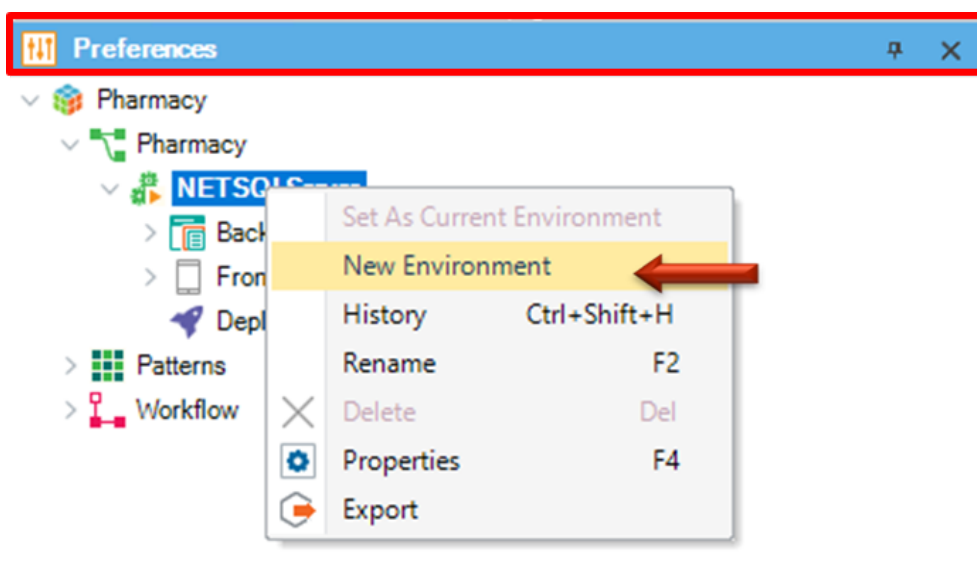 Preferences
Pharmacy
Pharmacy
Set As Current Environment
New Environment
History Ctrl+Shift+H
Rename F2
Patterns
Workflow
Delete Del
Properties F4
Export